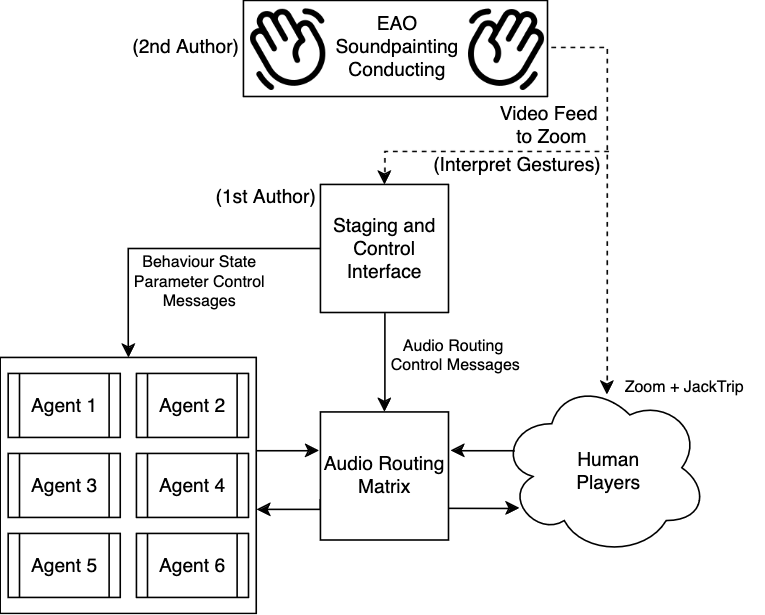 (2nd Author)
EAO
Soundpainting
Conducting
Video Feed
to Zoom
(Interpret Gestures)
(1st Author)
Staging and
Control
Interface
Behaviour State
Parameter Control
Messages
Audio Routing
Control Messages
Zoom + JackTrip
Agent 1
Agent 2
Agent 3
Agent 4
Agent 5
Agent 6
Audio Routing
Matrix
Human
Players